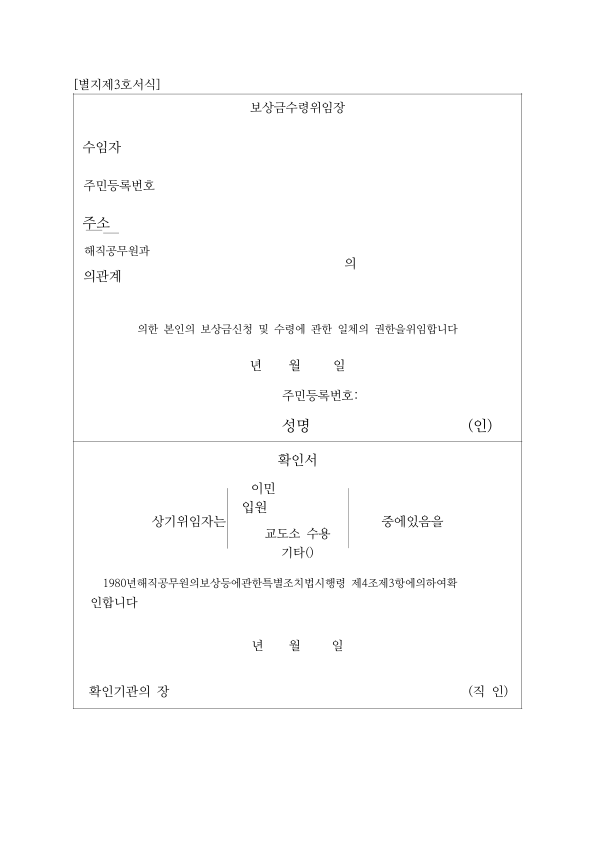 [별지제3호서식]
보상금수령위임장
수임자
주민등록번호
주소
해직공무원과
의관계
의
의한 본인의 보상금신청 및 수령에 관한 일체의 권한을위임합니다
년 월 일
주민등록번호:
성명 (인)
확인서
이민
입원
상기위임자는 중에있음을
교도소 수용
기타()
1980년해직공무원의보상등에관한특별조치법시행령 제4조제3항에의하여확
인합니다
년 월 일
확인기관의 장 (직 인)